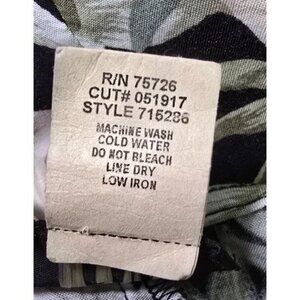 R/N 75726
CUT# 051917
STYLE 715286
MACHINE WASH
COLD WATER
DO NOT BLEACH
LINE DRY
LOW IRON